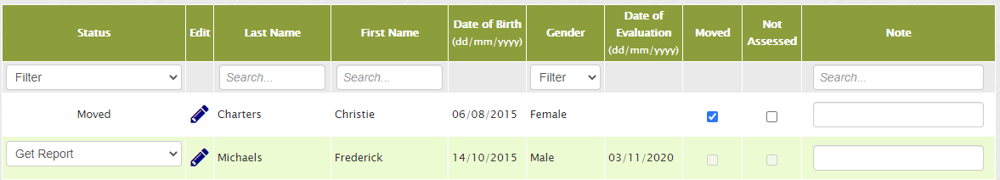 Status Edit Last Name First Name Date of Birth (dd/mm/yyyy) Gender Date of Evaluation (dd/mm/yyyy) Moved Not Assessed Note
Filter Search... Search... Filter Search...
Moved Charters Christie 06/08/2015 Female
Get Report Michaels Frederick 14/10/2015 Male 03/11/2020